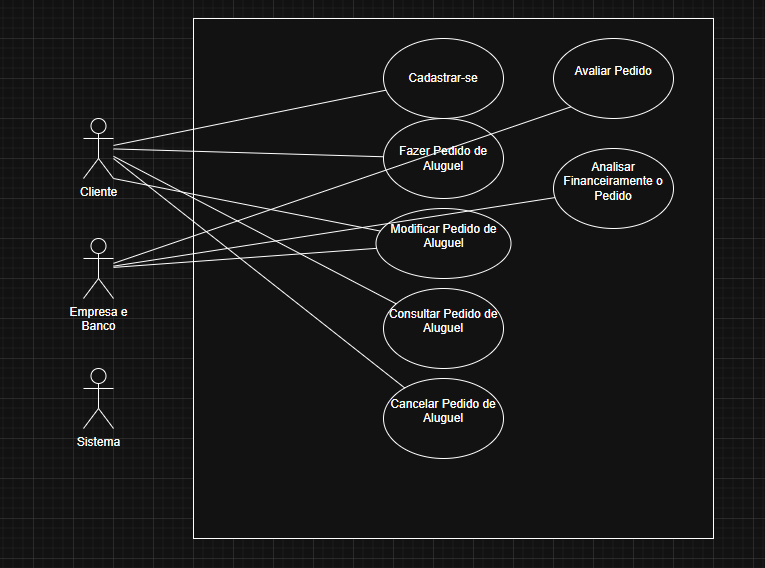 Cadastrar-se
Avaliar Pedido
Fazer Pedido de
Aluguel
Analisar
Financeiramente o
Pedido
Cliente
Modificar Pedido de
Aluguel
Empresa e
Banco
Consultar Pedido de
Aluguel
Cancelar Pedido de
Aluguel
Sistema